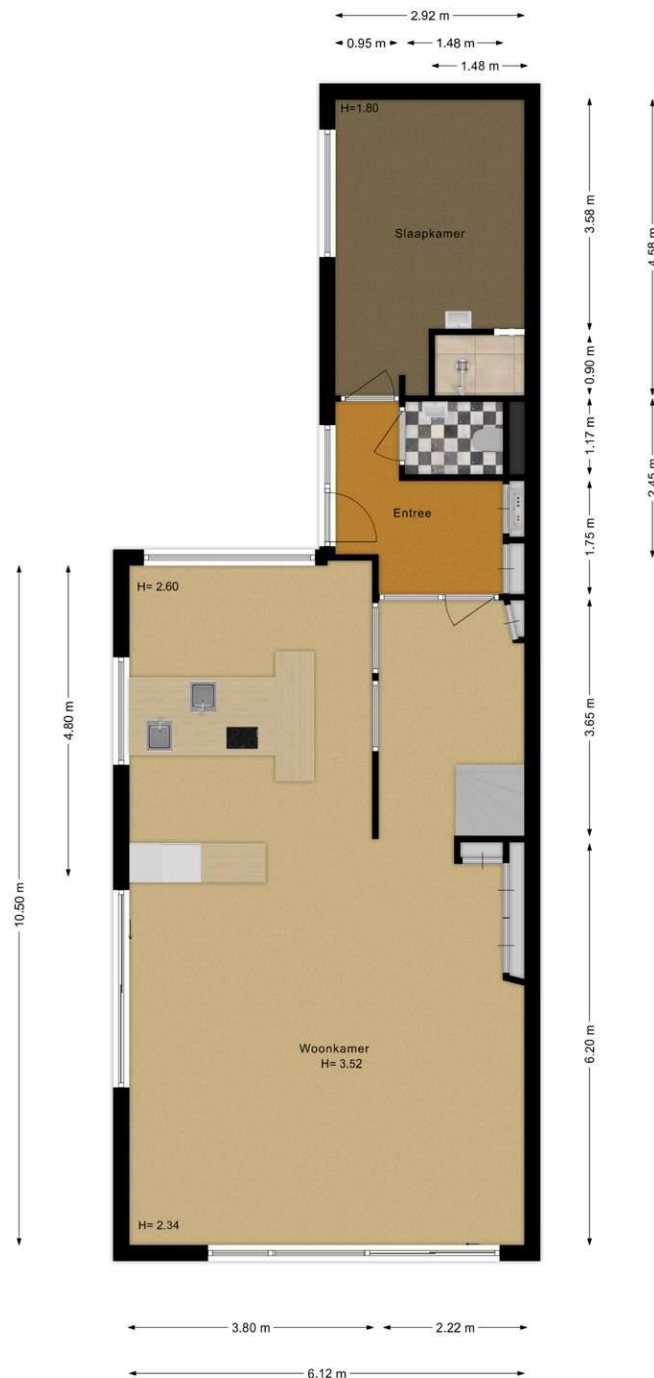 2.92 m
0.95 m
1.48 m
1.48 m
H=1.80
3.58 m
4.58 m
Slaapkamer
0.90 m
1.17 m
2.45 m
Entree
1.75 m
H= 2.60
4.80 m
3.65 m
10.50 m
Woonkamer
H= 3.52
6.20 m
H= 2.34
3.80 m
2.22 m
6.12 m